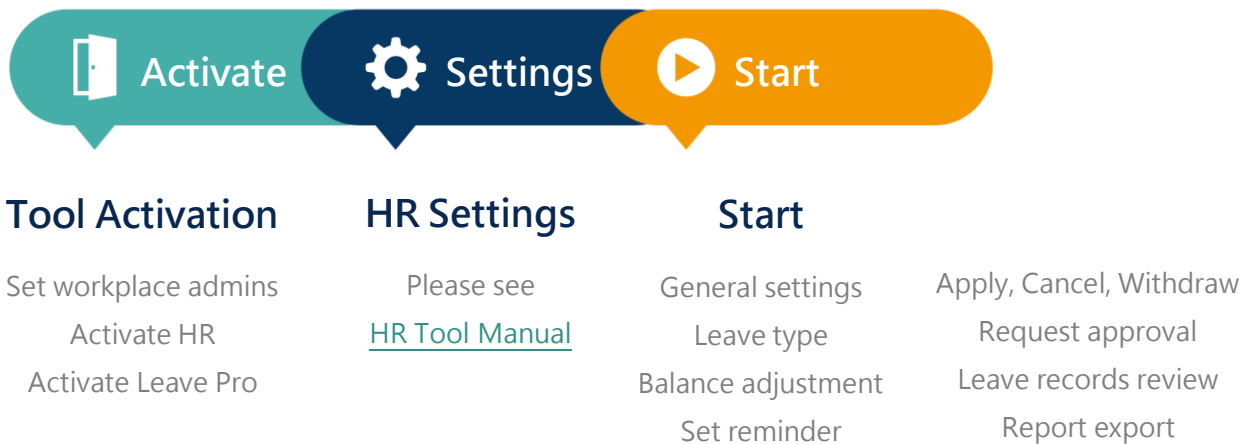 Activate
Settings
Start
Tool Activation
Set workplace admins
Activate HR
Activate Leave Pro
HR Settings
Please see
HR Tool Manual
Start
General settings
Leave type
Balance adjustment
Set reminder
Apply, Cancel, Withdraw
Request approval
Leave records review
Report export